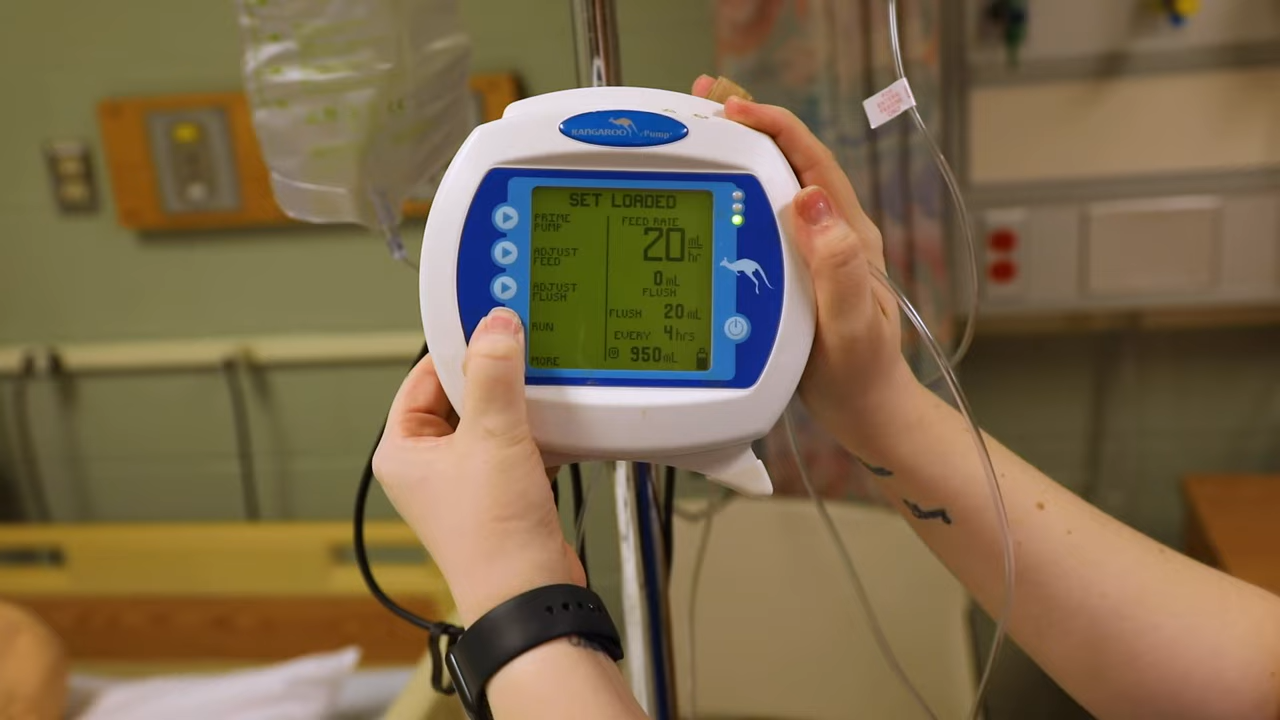 KANGAROO ePump
SET LOADED
PRIME PUMP
ADJUST FEED
ADJUST FLUSH
RUN
MORE
FEED RATE
20 mL hr
0 mL
FLUSH
FLUSH 20 mL
EVERY 4 hrs
950 mL